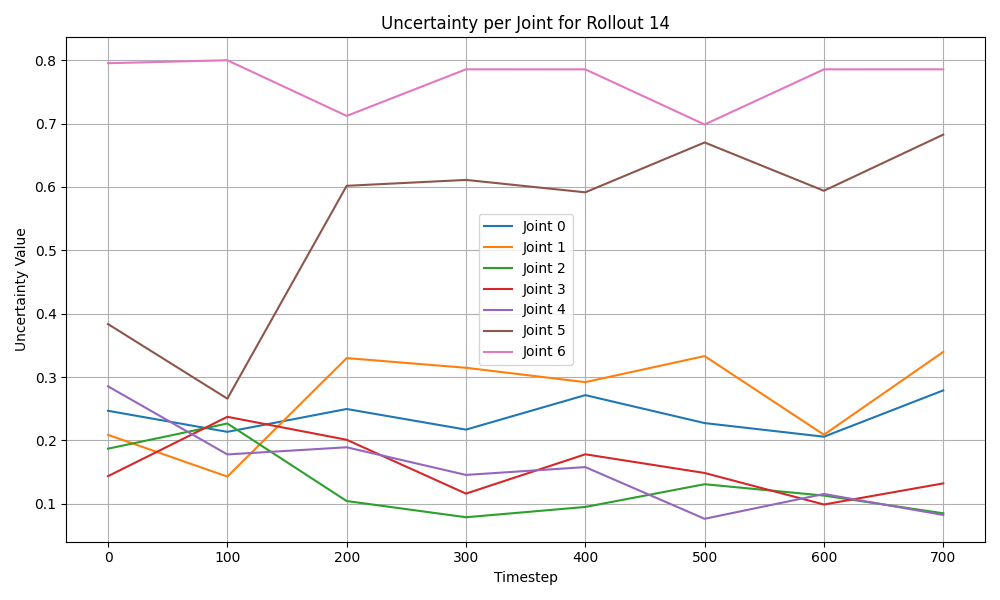 Uncertainty per Joint for Rollout 14
0.8
0.7
0.6
0.5
0.4
0.3
0.2
0.1
Uncertainty Value
Joint 0
Joint 1
Joint 2
Joint 3
Joint 4
Joint 5
Joint 6
0 100 200 300 400 500 600 700
Timestep